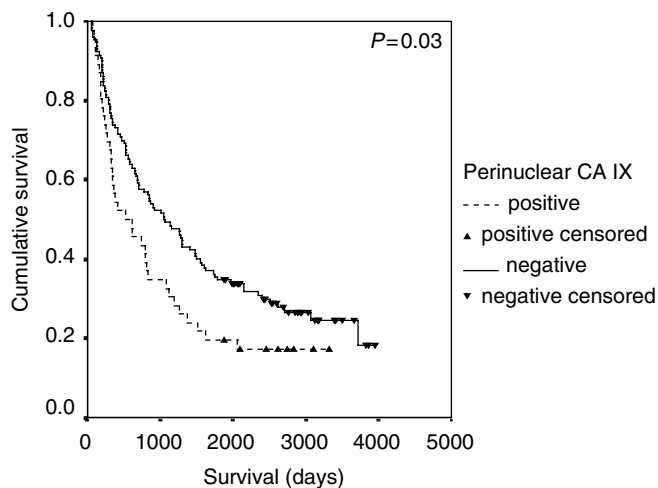 1.0
P=0.03
0.8
0.6
0.4
0.2
0.0
Cumulative survival
0 1000 2000 3000 4000 5000
Survival (days)
Perinuclear CA IX
positive
positive censored
negative
negative censored